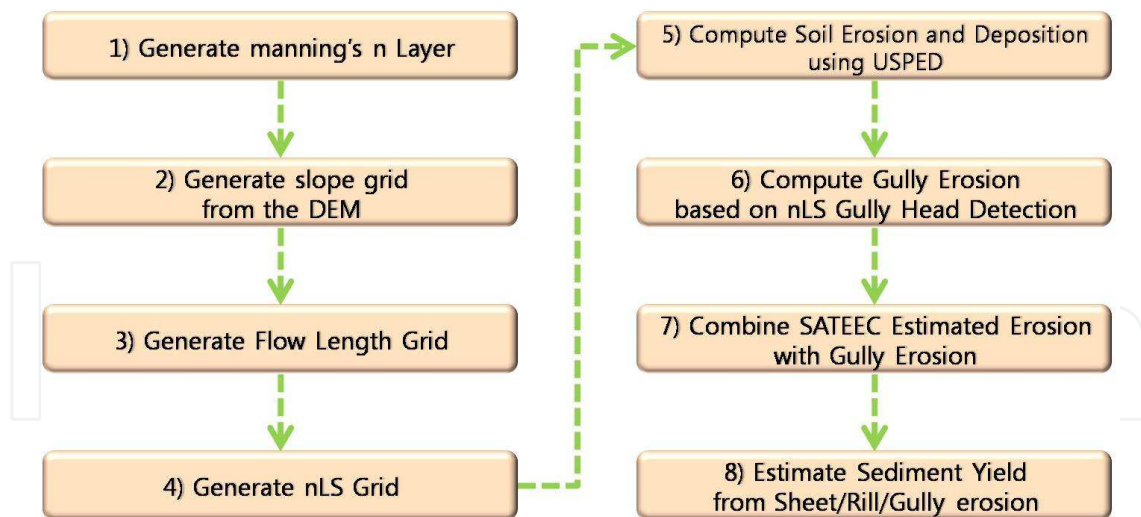 1) Generate manning's n Layer
2) Generate slope grid
from the DEM
3) Generate Flow Length Grid
4) Generate nLS Grid
5) Compute Soil Erosion and Deposition
using USPED
6) Compute Gully Erosion
based on nLS Gully Head Detection
7) Combine SATEEC Estimated Erosion
with Gully Erosion
8) Estimate Sediment Yield
from Sheet/Rill/Gully erosion